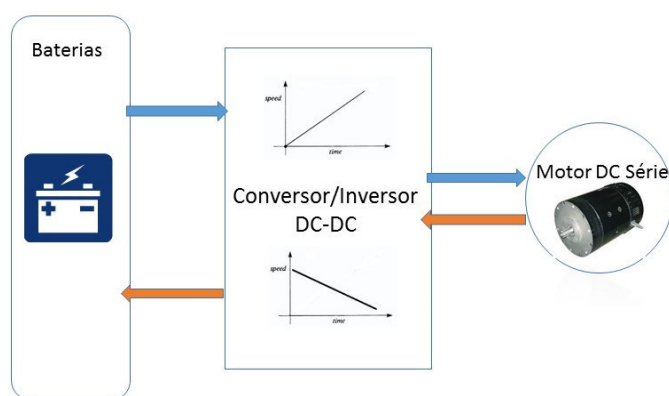 Baterias
speed
time
Conversor/Inversor
DC-DC
speed
time
Motor DC Série